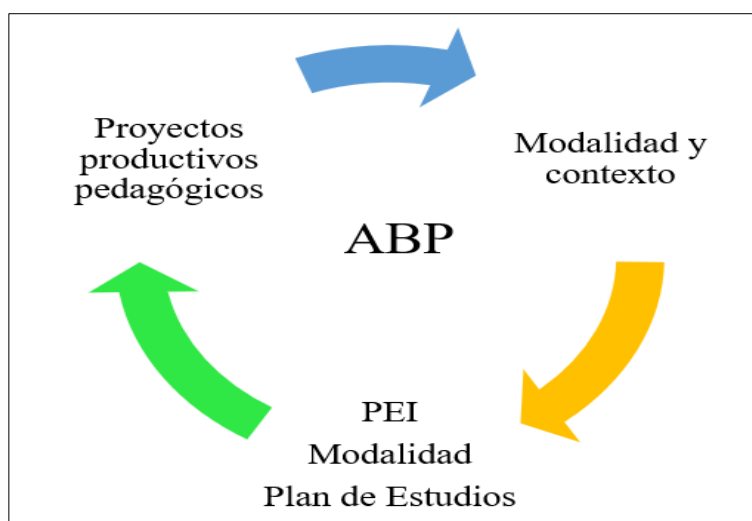 Proyectos
productivos
pedagógicos
Modalidad y
contexto
ABP
PEI
Modalidad
Plan de Estudios